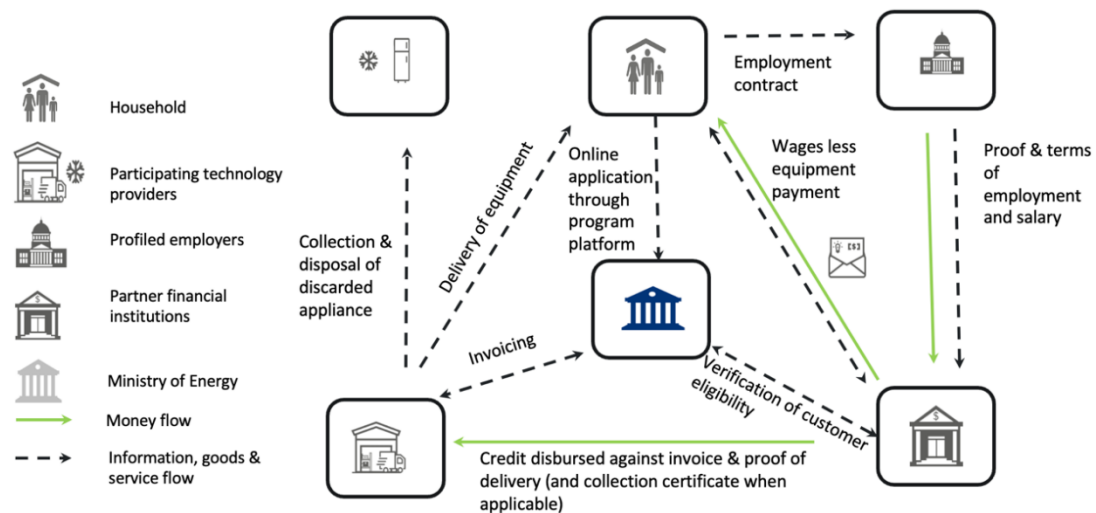 Household
Participating technology
providers
Profiled employers
Partner financial
institutions
Ministry of Energy
Money flow
Information, goods &
service flow
Employment
contract
Online
application
through
program
platform
Wages less
equipment
payment
Proof & terms
of
employment
and salary
Collection &
disposal of
discarded
appliance
Delivery of equipment
Invoicing
Verification of customer
eligibility
Credit disbursed against invoice & proof of
delivery (and collection certificate when
applicable)